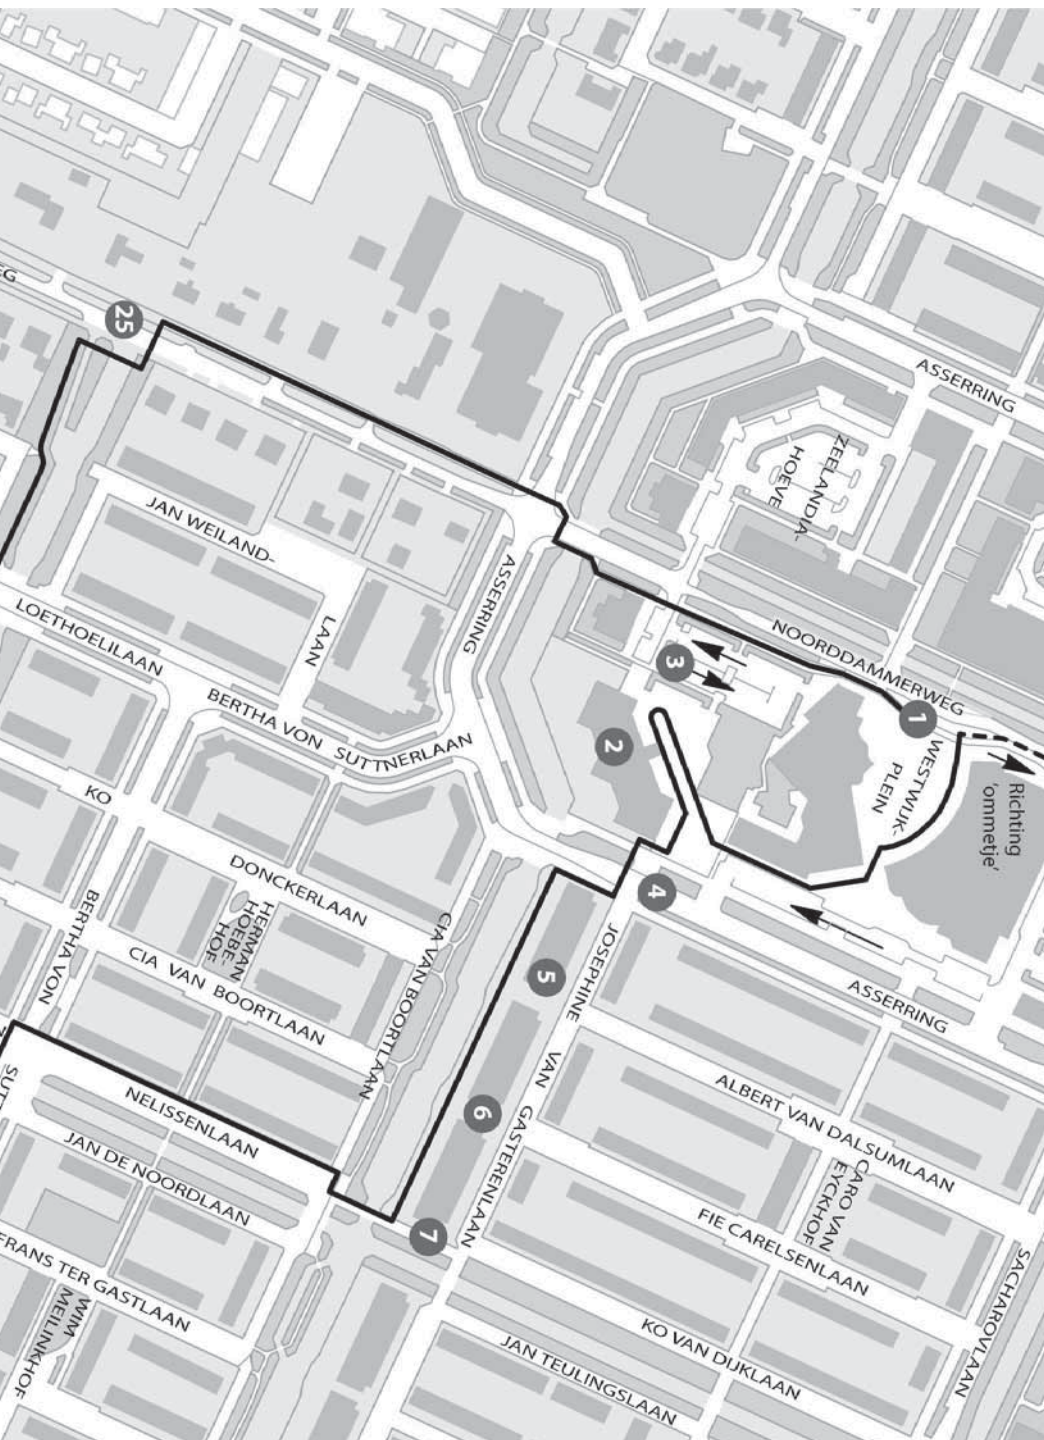 ASSERRING
ZEELANDIA-
HOEVE
NOORDDAMMERWEG
1
WESTWIJK-
PLEIN
Richting
'ommetje'
3
2
4
25
EG
JAN WEILAND-
LAAN
ASSERRING
LOETHOELILAAN
BERTHA VON SUTTNERLAAN
KO
DONCKERLAAN
HERMAN
HOEBE-
HOF
CIA VAN BOORTLAAN
CIA VAN BOORTLAAN
BERTHA VON
SUT
NELISSENLAAN
JAN DE NOORDLAAN
FRANS TER GASTLAAN
WIM
MEILINKHOF
5
6
7
JOSEPHINE VAN GASTERENLAAN
ASSERRING
ALBERT VAN DALSUMLAAN
CARO VAN
EYCKHOF
FIE CARELSENLAAN
SACHAROVLAAN
KO VAN DIJKLAAN
JAN TEULINGSLAAN